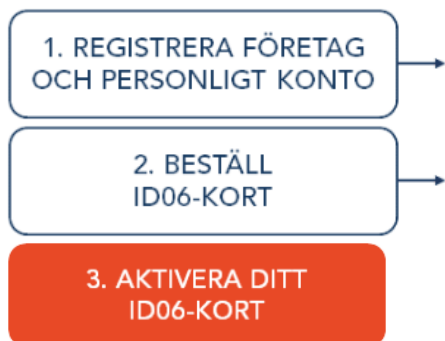 1. REGISTRERA FÖRETAG
OCH PERSONLIGT KONTO
2. BESTÄLL
ID06-KORT
3. AKTIVERA DITT
ID06-KORT